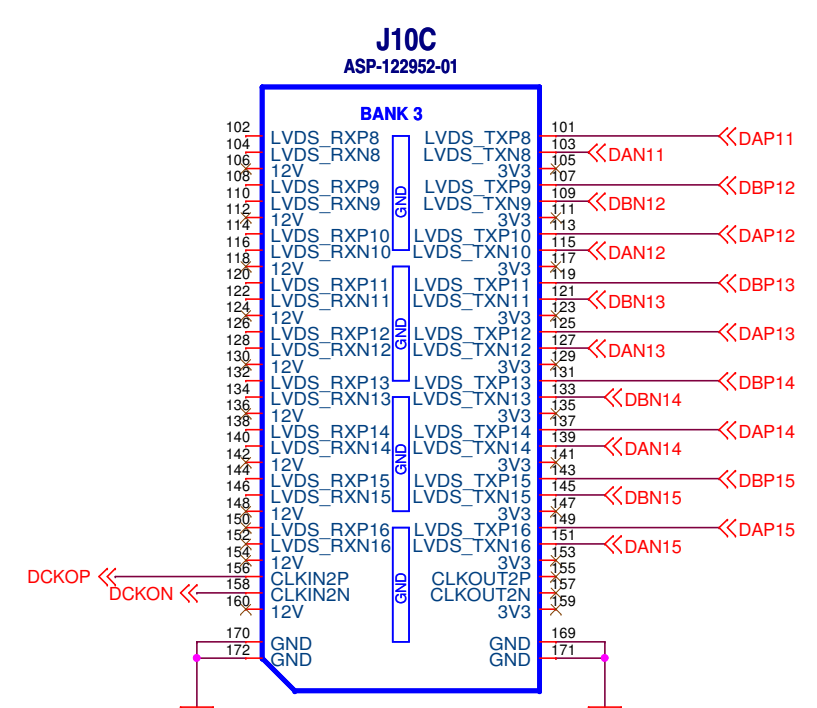 J10C
ASP-122952-01
BANK 3
102 LVDS_RXP8 LVDS_TXP8 101 DAP11
104 LVDS_RXN8 LVDS_TXN8 103 DAN11
106 12V 3V3 105
108 LVDS_RXP9 LVDS_TXP9 107 DBP12
110 LVDS_RXN9 LVDS_TXN9 109 DBN12
112 12V 3V3 111
114 LVDS_RXP10 LVDS_TXP10 113 DAP12
116 LVDS_RXN10 LVDS_TXN10 115 DAN12
118 12V 3V3 117
120 LVDS_RXP11 LVDS_TXP11 119 DBP13
122 LVDS_RXN11 LVDS_TXN11 121 DBN13
124 12V 3V3 123
126 LVDS_RXP12 LVDS_TXP12 125 DAP13
128 LVDS_RXN12 LVDS_TXN12 127 DAN13
130 12V 3V3 129
132 LVDS_RXP13 LVDS_TXP13 131 DBP14
134 LVDS_RXN13 LVDS_TXN13 133 DBN14
136 12V 3V3 135
138 LVDS_RXP14 LVDS_TXP14 137 DAP14
140 LVDS_RXN14 LVDS_TXN14 139 DAN14
142 12V 3V3 141
144 LVDS_RXP15 LVDS_TXP15 143 DBP15
146 LVDS_RXN15 LVDS_TXN15 145 DBN15
148 12V 3V3 147
150 LVDS_RXP16 LVDS_TXP16 149 DAP15
152 LVDS_RXN16 LVDS_TXN16 151 DAN15
154 12V 3V3 153
DCKOP 156 CLKIN2P CLKOUT2P 155
DCKON 158 CLKIN2N CLKOUT2N 157
160 12V 3V3 159
170 GND GND 169
172 GND GND 171
GND
GND
GND
GND